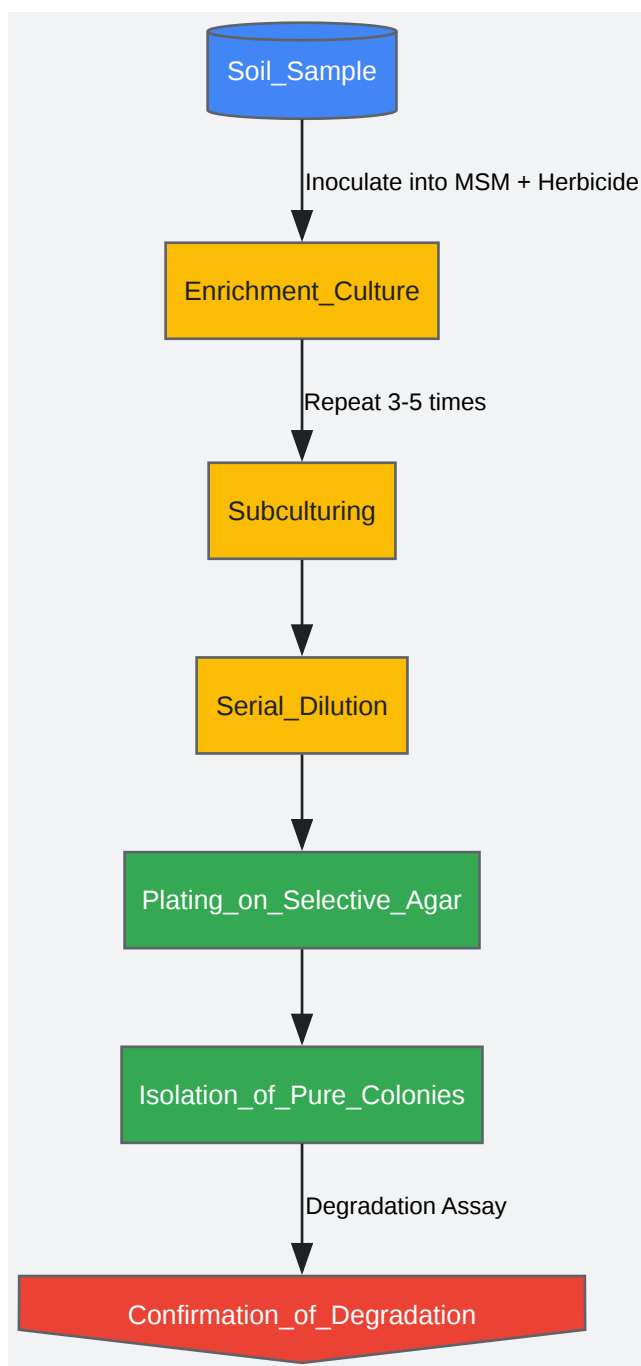 Soil_Sample
Inoculate into MSM + Herbicide
Enrichment_Culture
Repeat 3-5 times
Subculturing
Serial_Dilution
Plating_on_Selective_Agar
Isolation_of_Pure_Colonies
Degradation Assay
Confirmation_of_Degradation